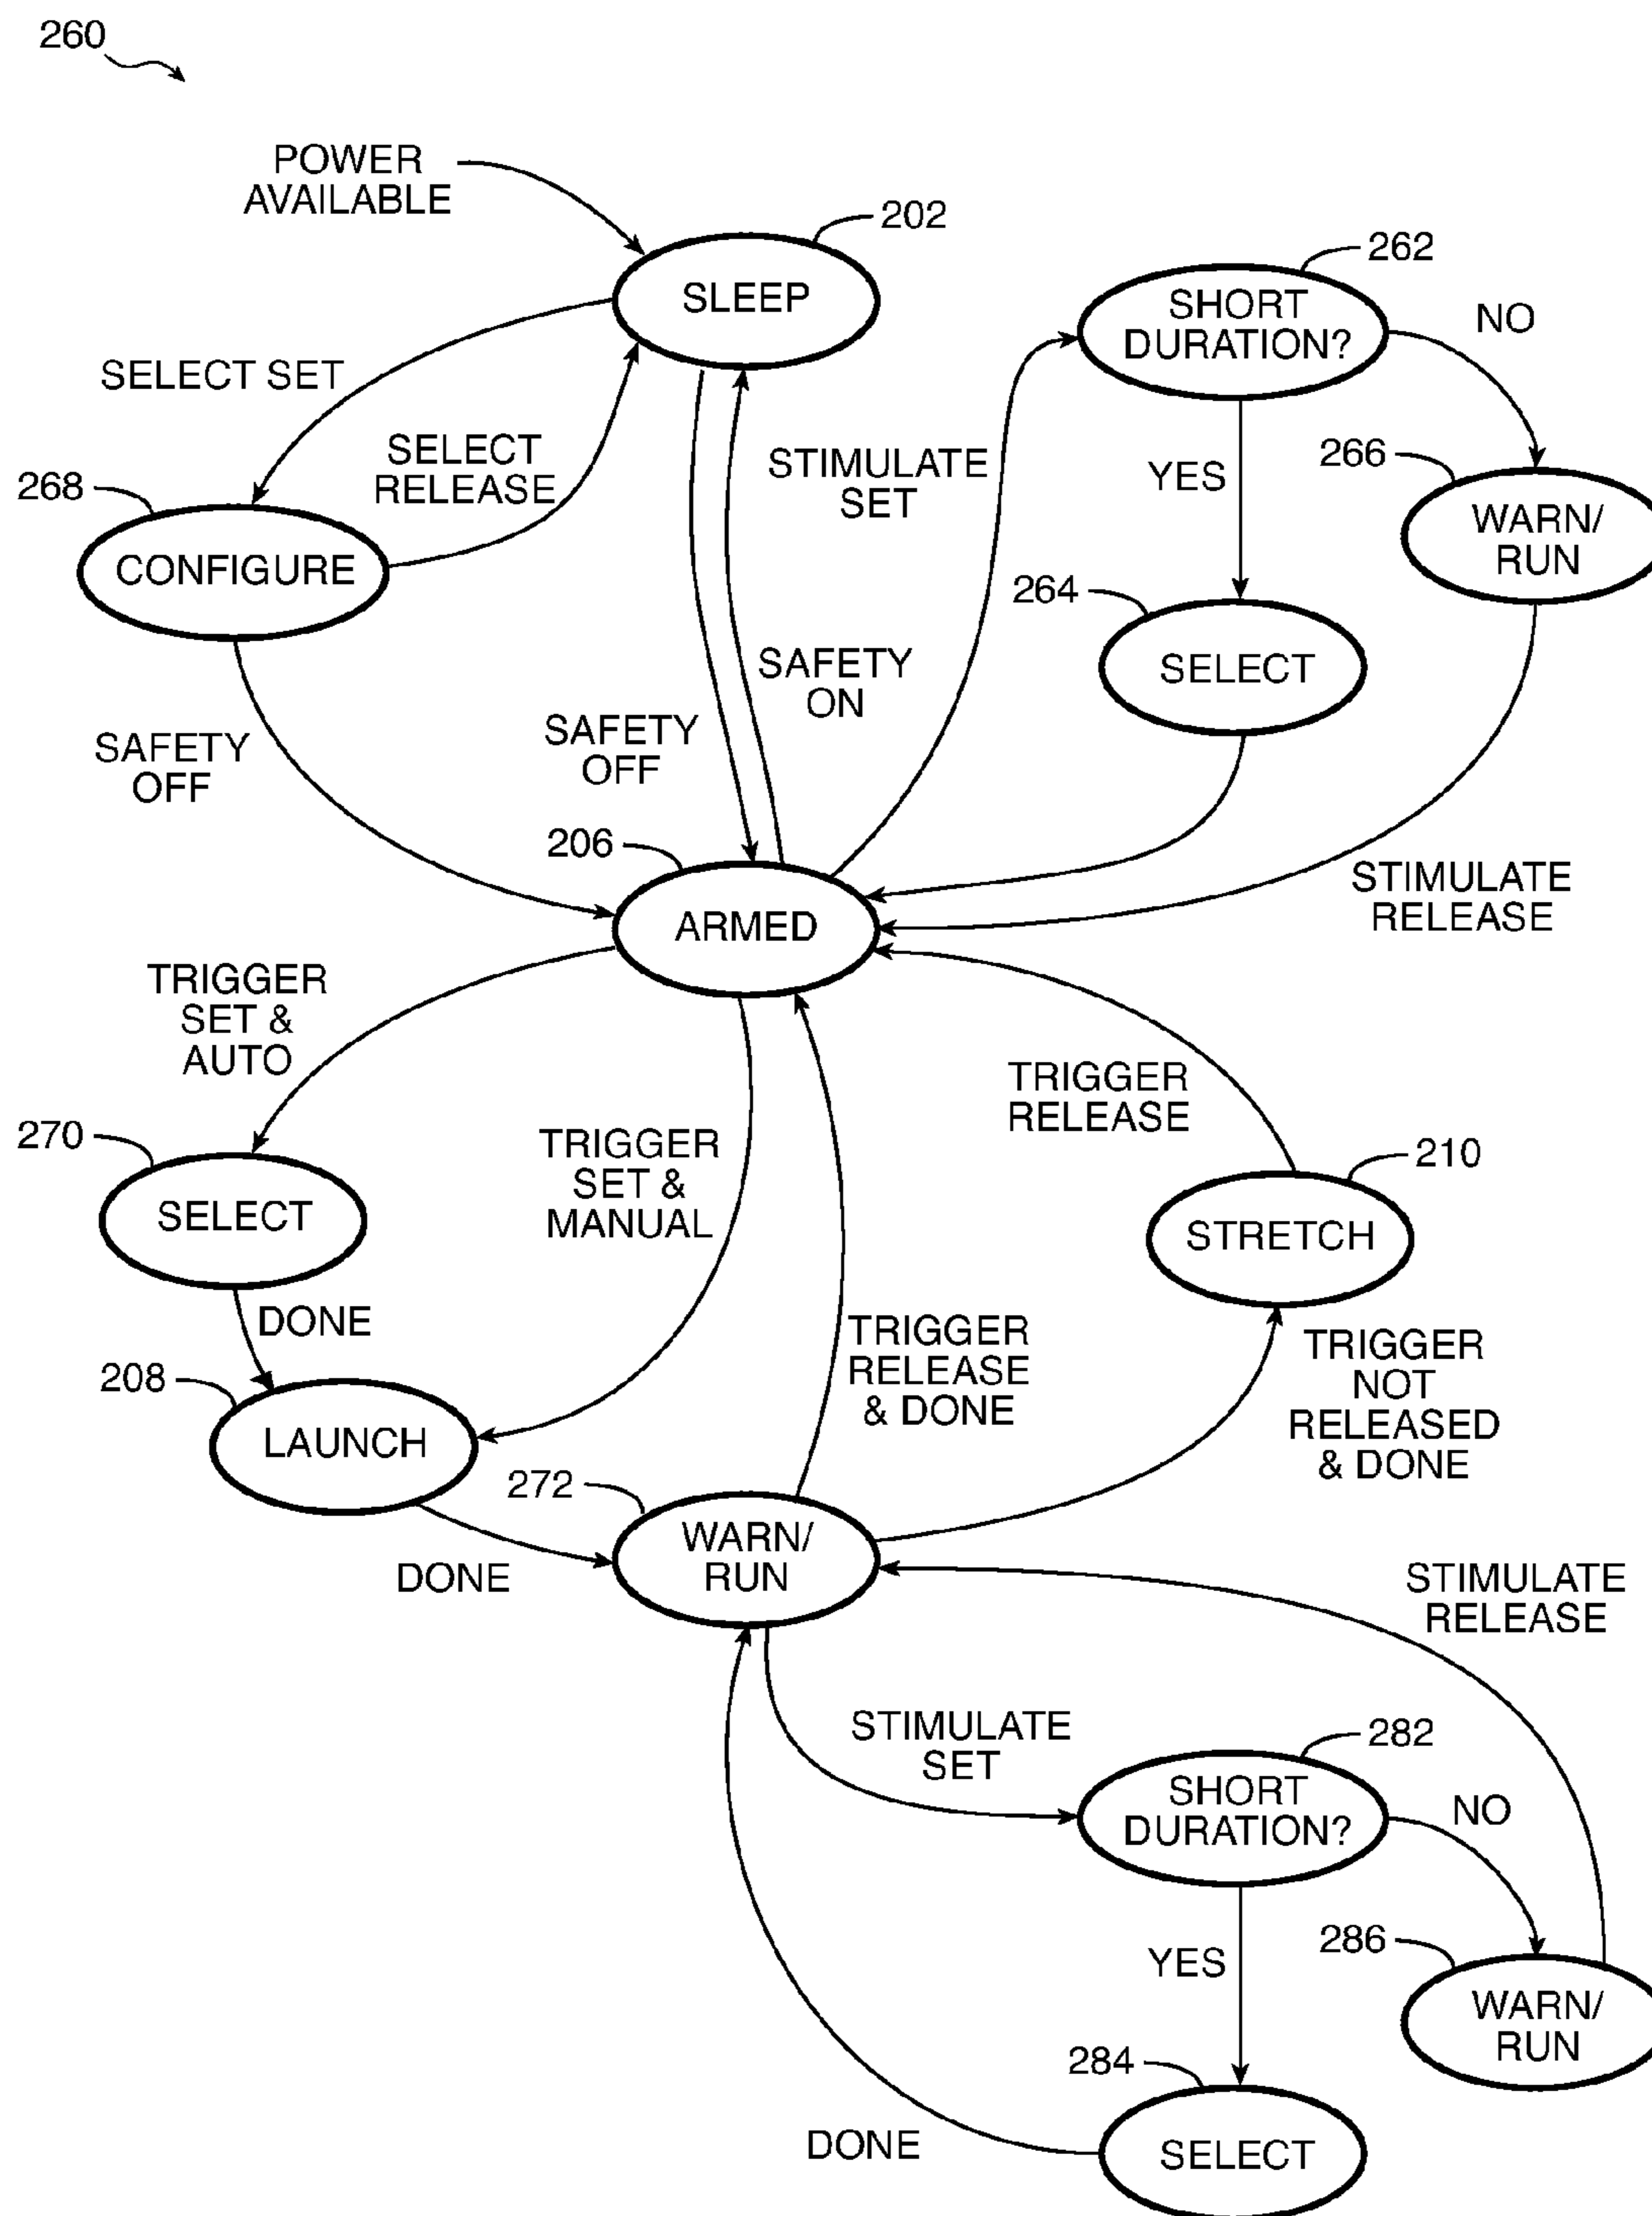 260
POWER
AVAILABLE
202
SLEEP
262
SHORT
DURATION?
NO
SELECT SET
SELECT
RELEASE
268
CONFIGURE
STIMULATE
SET
YES
266
WARN/
RUN
264
SELECT
SAFETY
ON
SAFETY
OFF
SAFETY
OFF
206
ARMED
STIMULATE
RELEASE
TRIGGER
SET &
AUTO
TRIGGER
RELEASE
270
SELECT
TRIGGER
SET &
MANUAL
210
STRETCH
DONE
TRIGGER
RELEASE
& DONE
TRIGGER
NOT
RELEASED
& DONE
208
LAUNCH
272
WARN/
RUN
DONE
STIMULATE
RELEASE
STIMULATE
SET
282
SHORT
DURATION?
NO
YES
286
WARN/
RUN
284
SELECT
DONE